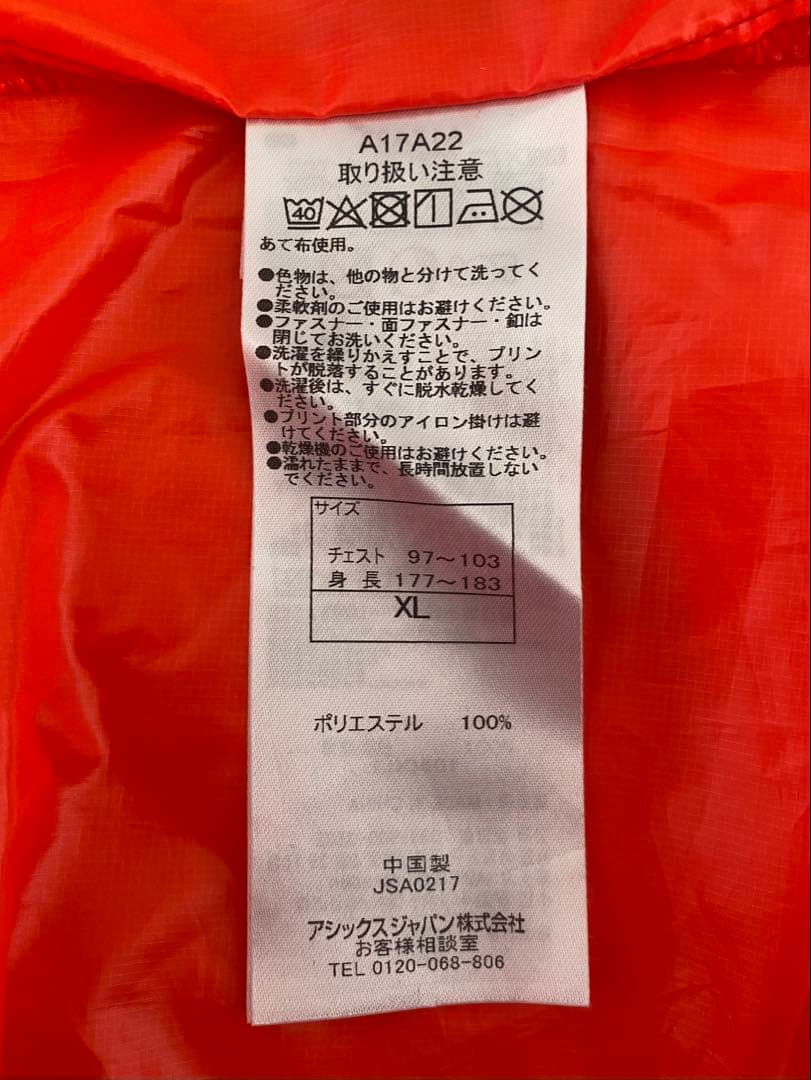 A17A22
取り扱い注意
40
あて布使用。
●色物は、他の物と分けて洗ってく
ださい。
●柔軟剤のご使用はお避けください。
●ファスナー・面ファスナー・釦は
閉じてお洗いください。
●洗濯を繰りかえすことで、プリン
トが脱落することがあります。
●洗濯後は、すぐに脱水乾燥してく
ださい。
●プリント部分のアイロン掛けは避
けてください。
●乾燥機のご使用はお避けください。
●濡れたままで、長時間放置しない
でください。
サイズ
チェスト 97～103
身長 177～183
XL
ポリエステル 100%
中国製
JSA0217
アシックスジャパン株式会社
お客様相談室
TEL 0120-068-806